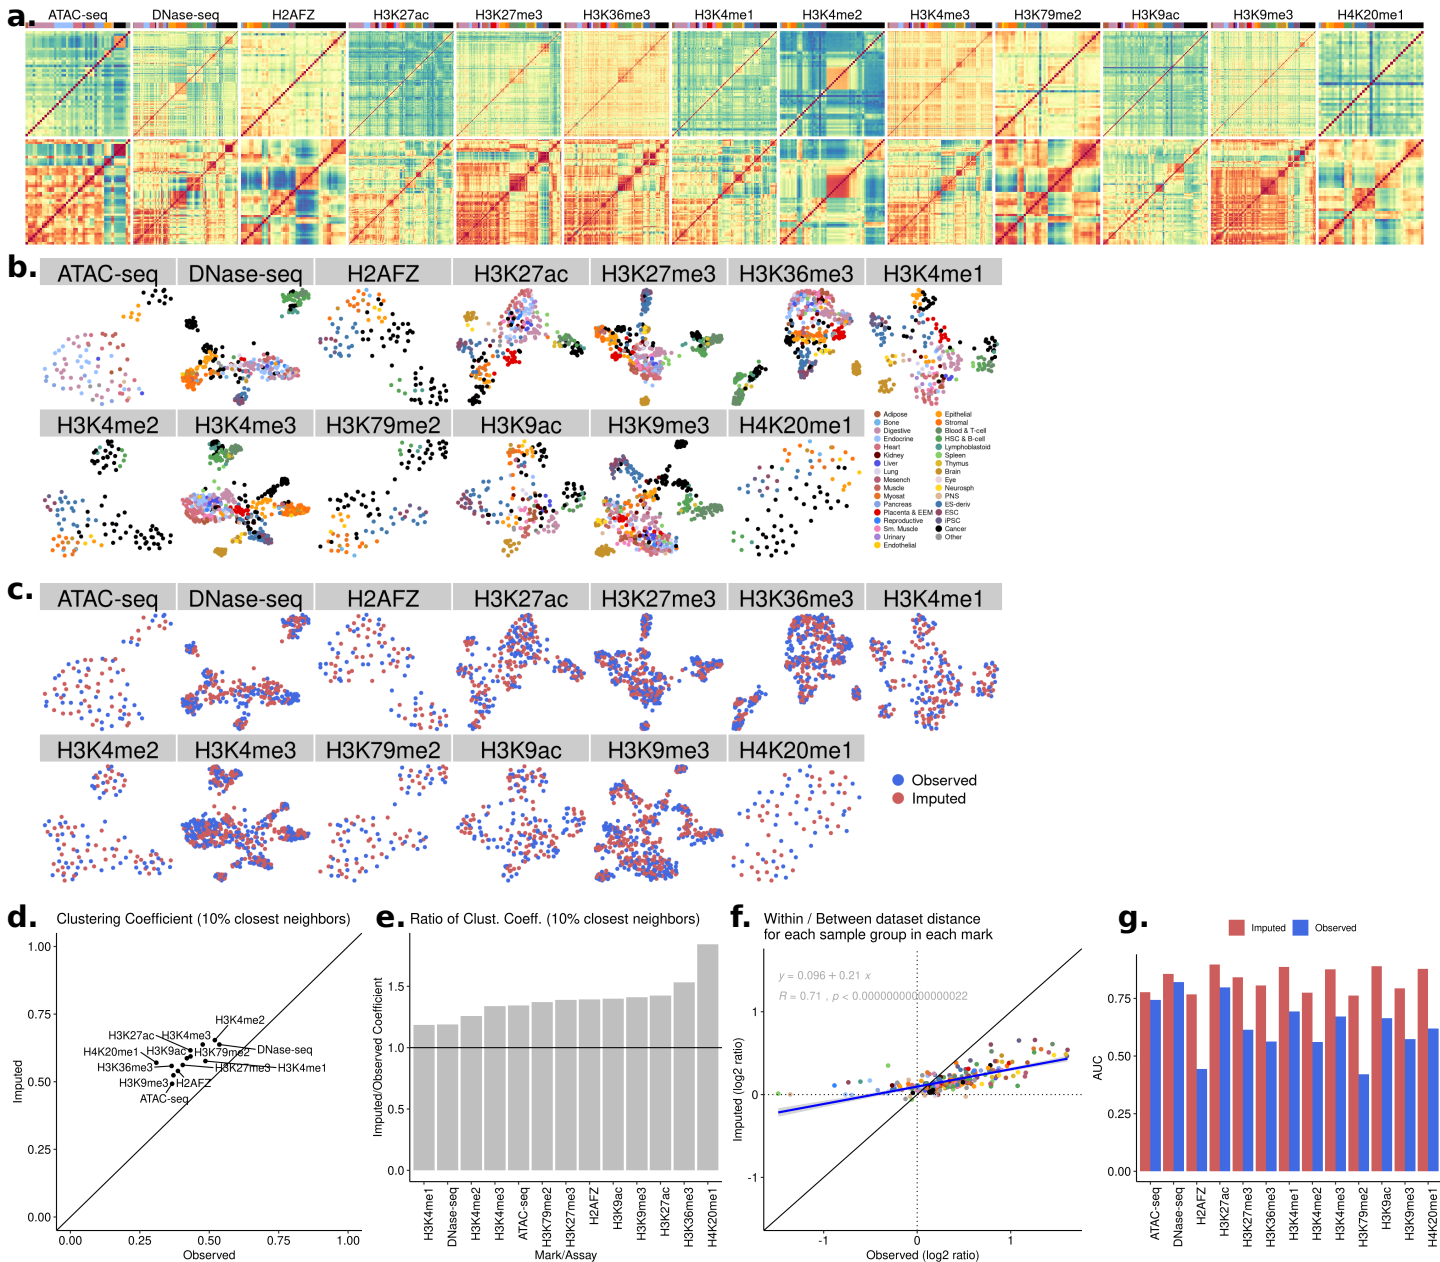 a.
ATAC-seq DNase-seq H2AFZ H3K27ac H3K27me3 H3K36me3 H3K4me1 H3K4me2 H3K4me3 H3K79me2 H3K9ac H3K9me3 H4K20me1
b.
ATAC-seq DNase-seq H2AFZ H3K27ac H3K27me3 H3K36me3 H3K4me1
H3K4me2 H3K4me3 H3K79me2 H3K9ac H3K9me3 H4K20me1
Adipose
Bone
Digestive
Endocrine
Heart
Kidney
Liver
Lung
Mesench
Muscle
Myosat
Pancreas
Placenta & EEM
Reproductive
Sm. Muscle
Urinary
Endothelial
Epithelial
Stromal
Blood & T-cell
HSC & B-cell
Lymphoblastoid
Spleen
Thymus
Brain
Eye
Neurosph
PNS
ES-deriv
ESC
iPSC
Cancer
Other
c.
ATAC-seq DNase-seq H2AFZ H3K27ac H3K27me3 H3K36me3 H3K4me1
H3K4me2 H3K4me3 H3K79me2 H3K9ac H3K9me3 H4K20me1
Observed
Imputed
d.
Clustering Coefficient (10% closest neighbors)
1.00
0.75
0.50
0.25
0.00
Imputed
H3K4me2
H3K27ac H3K4me3
H4K20me1 H3K9ac H3K79me2 DNase-seq
H3K36me3 H3K27me3 H3K4me1
H3K9me3 H2AFZ
ATAC-seq
0.00 0.25 0.50 0.75 1.00
Observed
e.
Ratio of Clust. Coeff. (10% closest neighbors)
Imputed/Observed Coefficient
1.5
1.0
0.5
0.0
H3K4me1
DNase-seq
H3K4me2
H3K4me3
ATAC-seq
H3K79me2
H3K27me3
H2AFZ
H3K9ac
H3K9me3
H3K27ac
H3K36me3
H4K20me1
Mark/Assay
f.
Within / Between dataset distance
for each sample group in each mark
y = 0.096 + 0.21 x
R = 0.71 , p < 0.00000000000000022
Imputed (log2 ratio)
1
0
-1
-1 0 1
Observed (log2 ratio)
g.
Imputed Observed
AUC
0.75
0.50
0.25
0.00
ATAC-seq
DNase-seq
H2AFZ
H3K27ac
H3K27me3
H3K36me3
H3K4me1
H3K4me2
H3K4me3
H3K79me2
H3K9ac
H3K9me3
H4K20me1